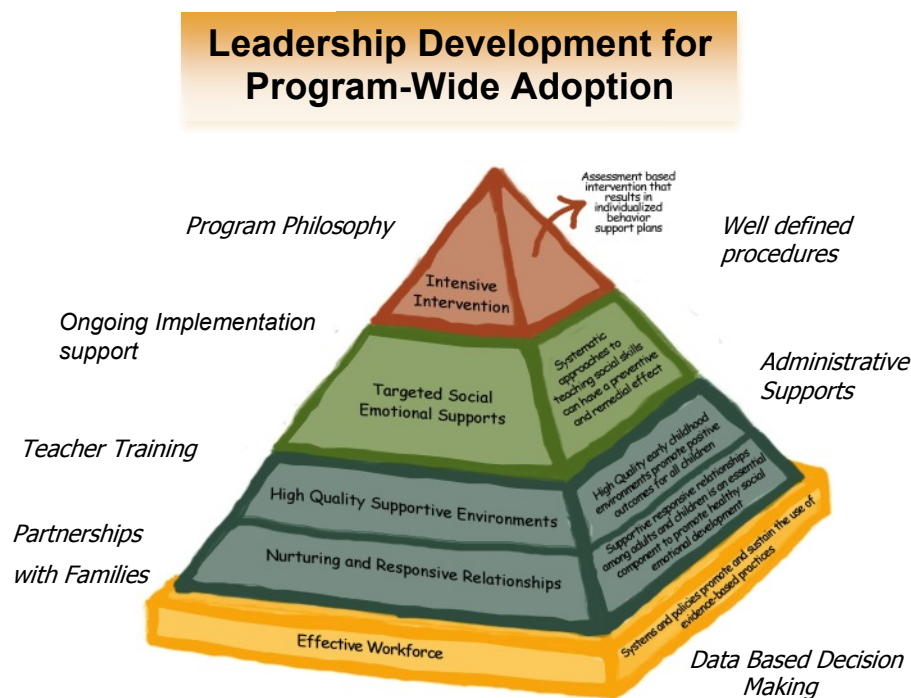 Leadership Development for
Program-Wide Adoption
Assessment based
intervention that
results in
individualized
behavior
support plans
Program Philosophy
Well defined
procedures
Intensive
Intervention
Ongoing Implementation
support
Systematic
approaches to
teaching social skills
can have a preventive
and remedial effect
Administrative
Supports
Targeted Social
Emotional Supports
Teacher Training
High Quality early childhood
environments promote positive
outcomes for all children
High Quality Supportive Environments
Supportive responsive relationships
among adults and children is an essential
component to promote healthy social
emotional development
Partnerships
with Families
Nurturing and Responsive Relationships
Systems and policies promote and sustain the use of
evidence-based practices
Effective Workforce
Data Based Decision
Making